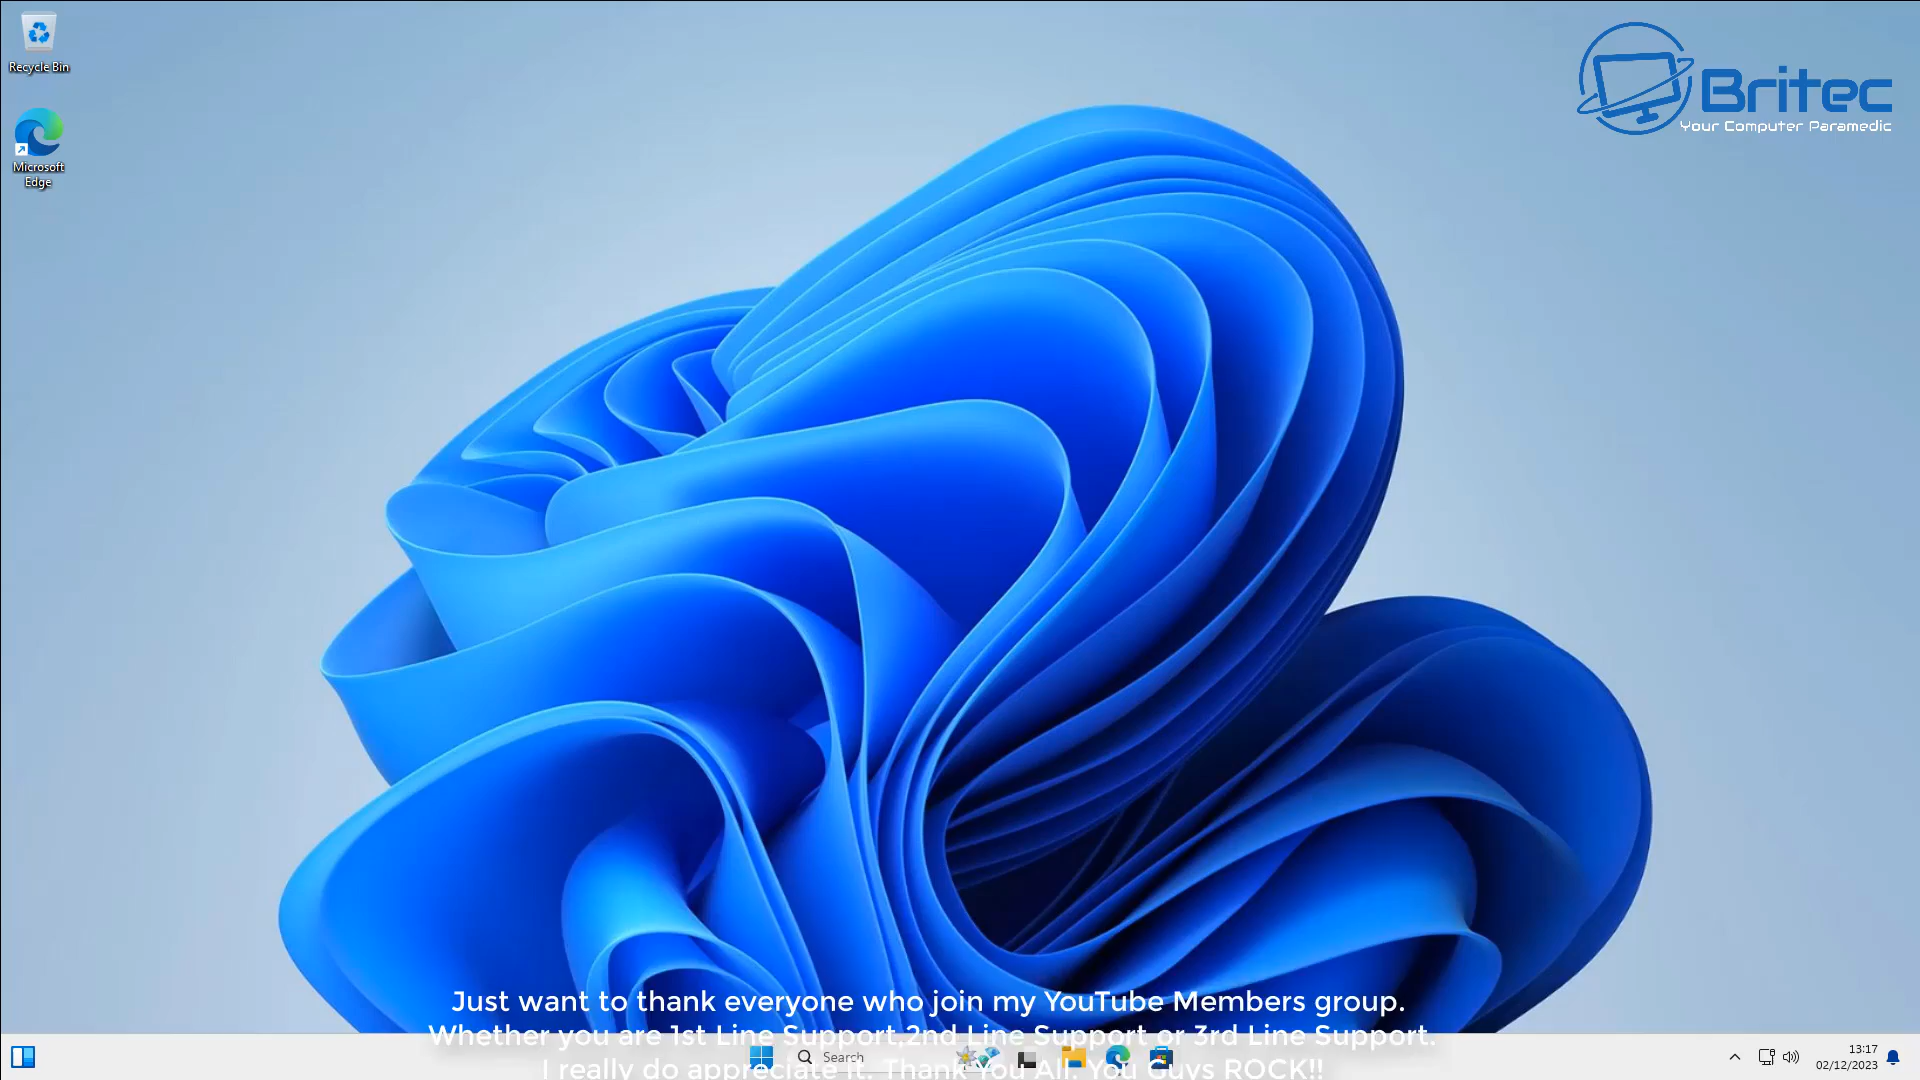 Recycle Bin
Microsoft
Edge
Britec
Your Computer Paramedic
Just want to thank everyone who join my YouTube Members group.
Whether you are 1st Line Support,2nd Line Support or 3rd Line Support.
I really do appreciate it. Thank You All. You Guys ROCK!!
Search
13:17
02/12/2023